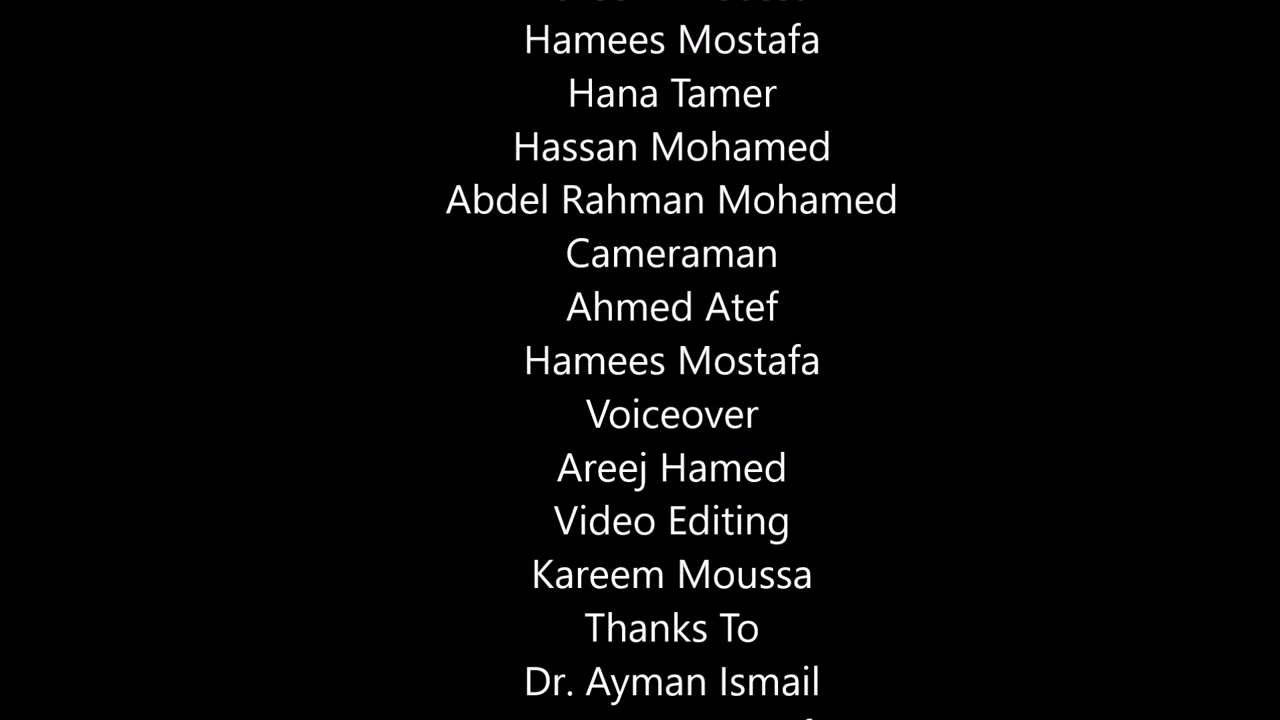 Hamees Mostafa
Hana Tamer
Hassan Mohamed
Abdel Rahman Mohamed
Cameraman
Ahmed Atef
Hamees Mostafa
Voiceover
Areej Hamed
Video Editing
Kareem Moussa
Thanks To
Dr. Ayman Ismail